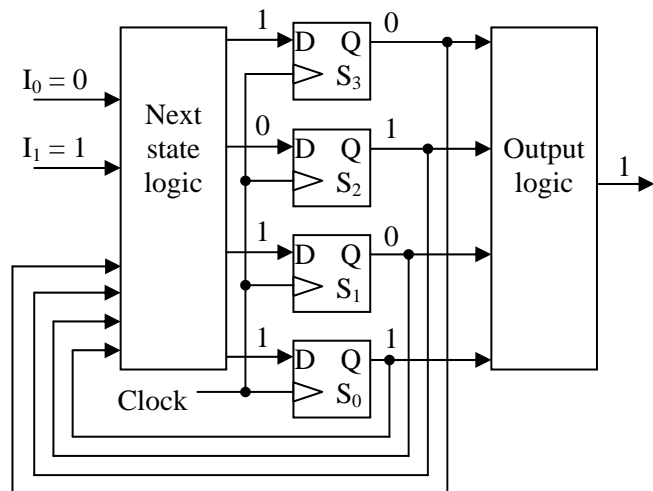 1 D Q 0
S₃
I₀ = 0
I₁ = 1
Next
state
logic
0 D Q 1
S₂
Output
logic
1
1 D Q 0
S₁
1 D Q 1
S₀
Clock